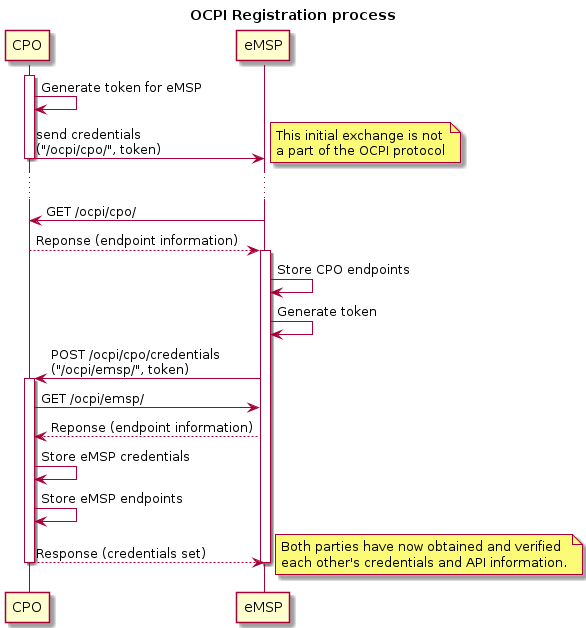 OCPI Registration process
CPO
eMSP
Generate token for eMSP
send credentials
("/ocpi/cpo/", token)
This initial exchange is not
a part of the OCPI protocol
GET /ocpi/cpo/
Reponse (endpoint information)
Store CPO endpoints
Generate token
POST /ocpi/cpo/credentials
("/ocpi/emsp/", token)
GET /ocpi/emsp/
Reponse (endpoint information)
Store eMSP credentials
Store eMSP endpoints
Response (credentials set)
Both parties have now obtained and verified
each other's credentials and API information.
CPO
eMSP